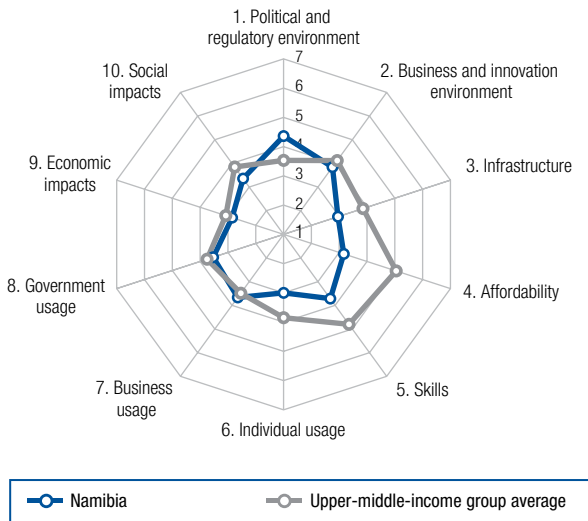 1. Political and
regulatory environment
2. Business and innovation
environment
3. Infrastructure
4. Affordability
5. Skills
6. Individual usage
7. Business
usage
8. Government
usage
9. Economic
impacts
10. Social
impacts
7
6
5
4
3
2
1
Namibia
Upper-middle-income group average